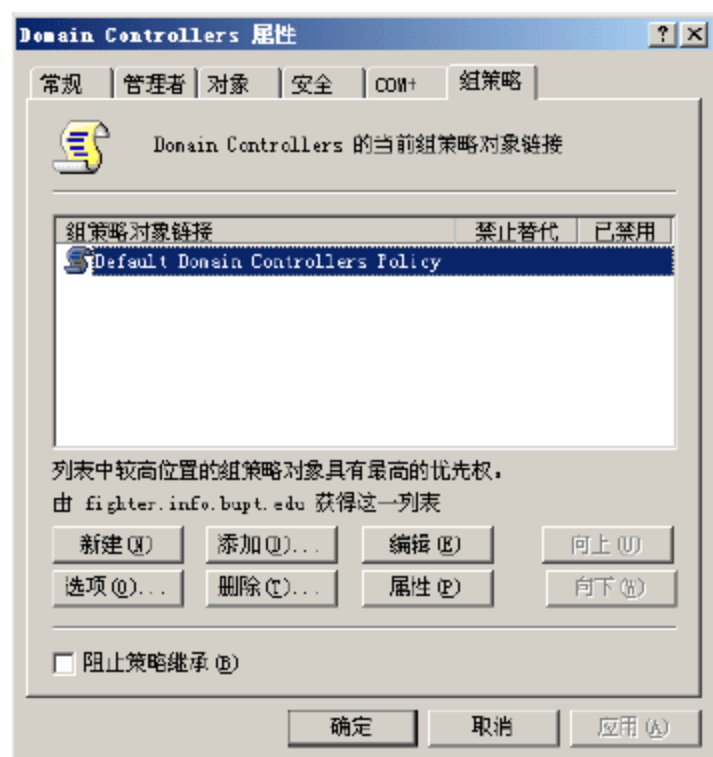 Domain Controllers 属性
常规 管理者 对象 安全 COM+ 组策略
Domain Controllers 的当前组策略对象链接
组策略对象链接 禁止替代 已禁用
Default Domain Controllers Policy
列表中较高位置的组策略对象具有最高的优先权。
由 fighter.info.bupt.edu 获得这一列表
新建(N) 添加(D)... 编辑(E) 向上(U)
选项(O)... 删除(T)... 属性(P) 向下(W)
阻止策略继承(B)
确定 取消 应用(A)